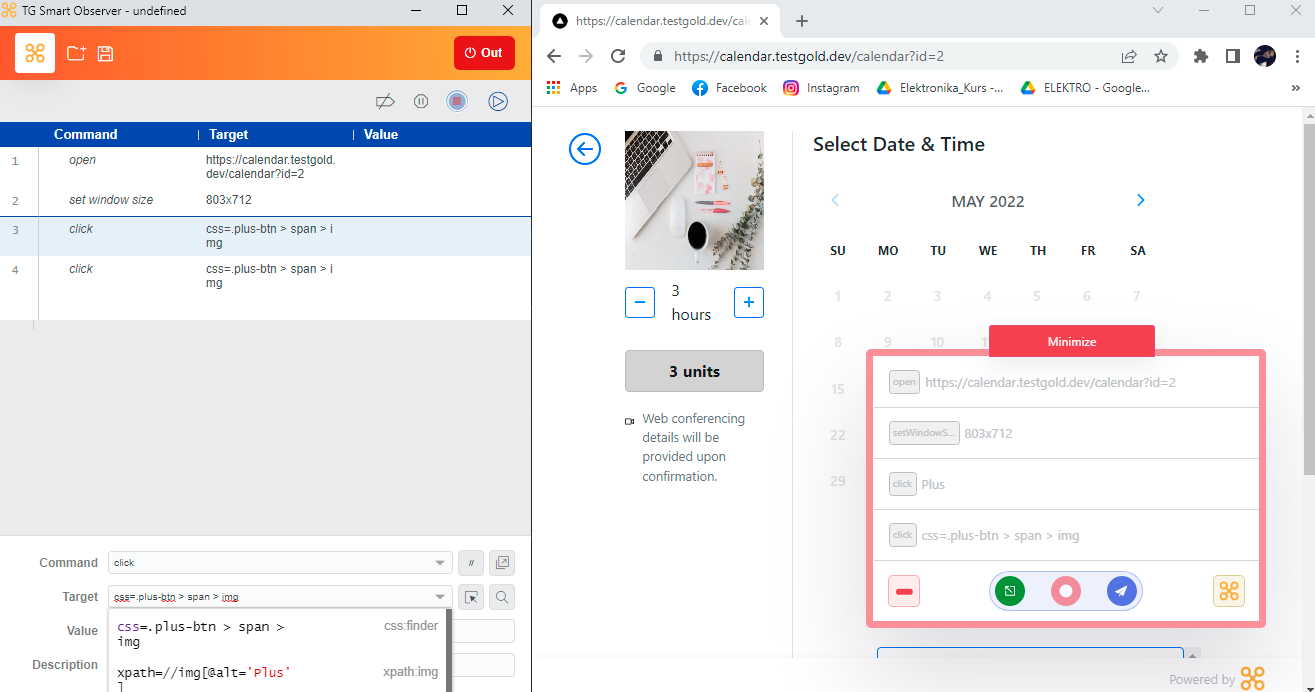 TG Smart Observer - undefined
Out
Command Target Value
1 open https://calendar.testgold.
dev/calendar?id=2
2 set window size 803x712
3 click css=.plus-btn > span > i
mg
4 click css=.plus-btn > span > i
mg
Command click //
Target css=.plus-btn > span > img
Value
Description
css=.plus-btn > span > css:finder
img
xpath=//img[@alt='Plus' xpath:img
]
https://calendar.testgold.dev/cale
https://calendar.testgold.dev/calendar?id=2
Apps Google Facebook Instagram Elektronika_Kurs -... ELEKTRO - Google... »
3
hours
3 units
Web conferencing
details will be
provided upon
confirmation.
Select Date & Time
MAY 2022
SU MO TU WE TH FR SA
1 2 3 4 5 6 7
8 9 10
15
22
29
Minimize
open https://calendar.testgold.dev/calendar?id=2
setWindowS... 803x712
click Plus
click css=.plus-btn > span > img
Powered by